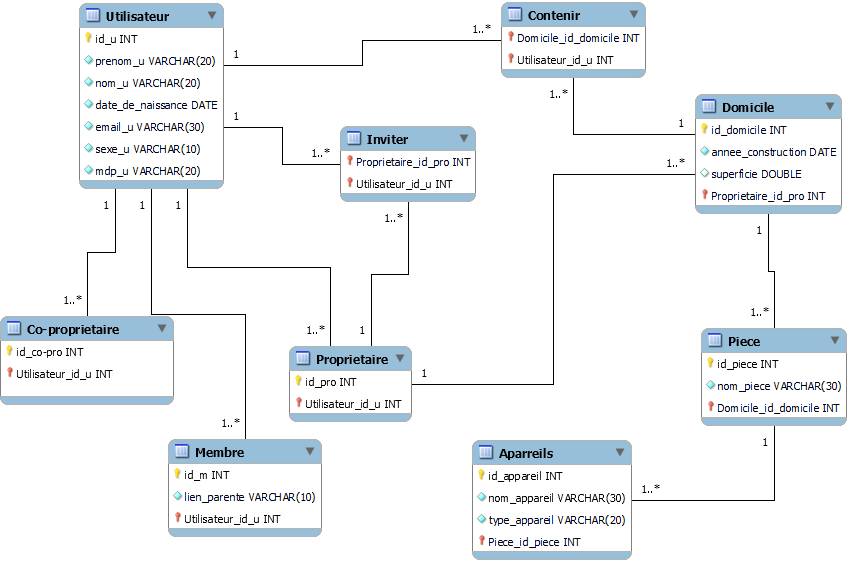 Utilisateur
id_u INT
prenom_u VARCHAR(20)
nom_u VARCHAR(20)
date_de_naissance DATE
email_u VARCHAR(30)
sexe_u VARCHAR(10)
mdp_u VARCHAR(20)
1
1..*
Contenir
Domicile_id_domicile INT
Utilisateur_id_u INT
1..*
1
1
1..*
Inviter
Proprietaire_id_pro INT
Utilisateur_id_u INT
1..*
Domicile
id_domicile INT
annee_construction DATE
superficie DOUBLE
Proprietaire_id_pro INT
1..*
1
1
1
1
1..*
Co-proprietaire
id_co-pro INT
Utilisateur_id_u INT
1..*
1
Proprietaire
id_pro INT
Utilisateur_id_u INT
1
1..*
Piece
id_piece INT
nom_piece VARCHAR(30)
Domicile_id_domicile INT
1
1..*
Membre
id_m INT
lien_parente VARCHAR(10)
Utilisateur_id_u INT
Aparreils
id_appareil INT
nom_appareil VARCHAR(30)
type_appareil VARCHAR(20)
Piece_id_piece INT
1..*